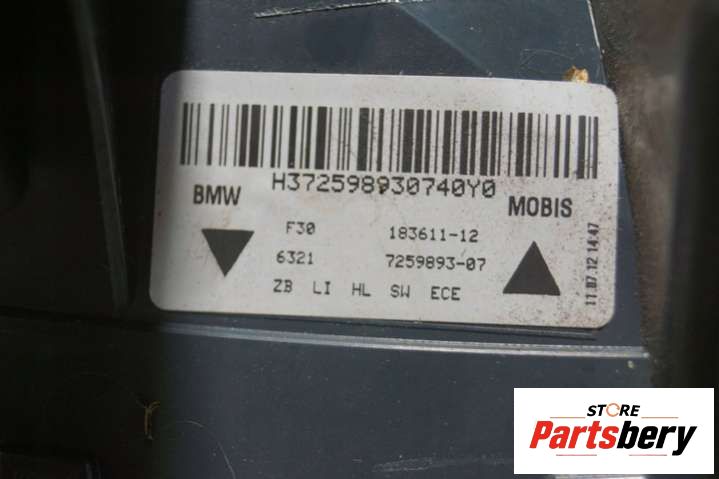 H372598930740Y0
BMW MOBIS
F30 183611-12
6321 7259893-07
ZB LI HL SW ECE
11.07.12 14:47
STORE
Partsbery